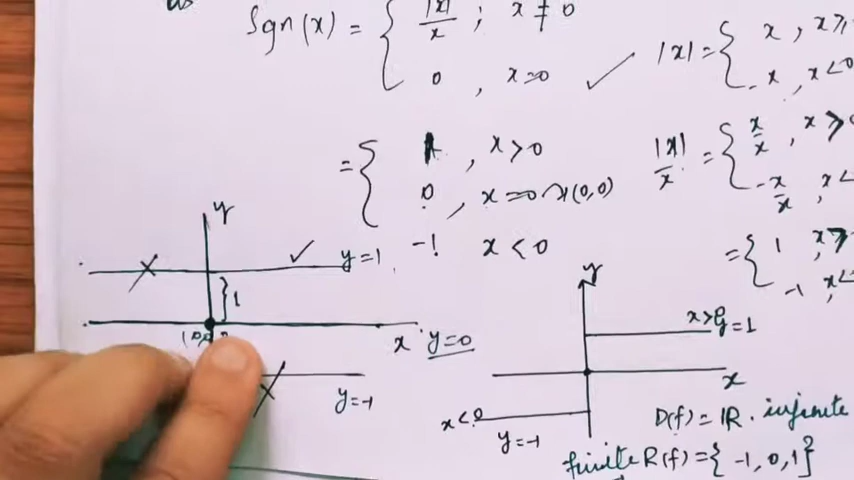 Sgn(x) = { |x|/x ; x ≠ 0
0 , x=0
|x| = { x , x≥
-x , x<0
= { 1 , x>0
0 , x=0 (0,0)
-1 x<0
|x|/x = { x/x , x>
-x/x , x<
= { 1 , x>
-1 , x<
y
y=1
}1
x y=0
y=-1
y
x>0 y=1
x
x<0
y=-1
D(f) = IR . infinite
finite R(f) = { -1, 0, 1}